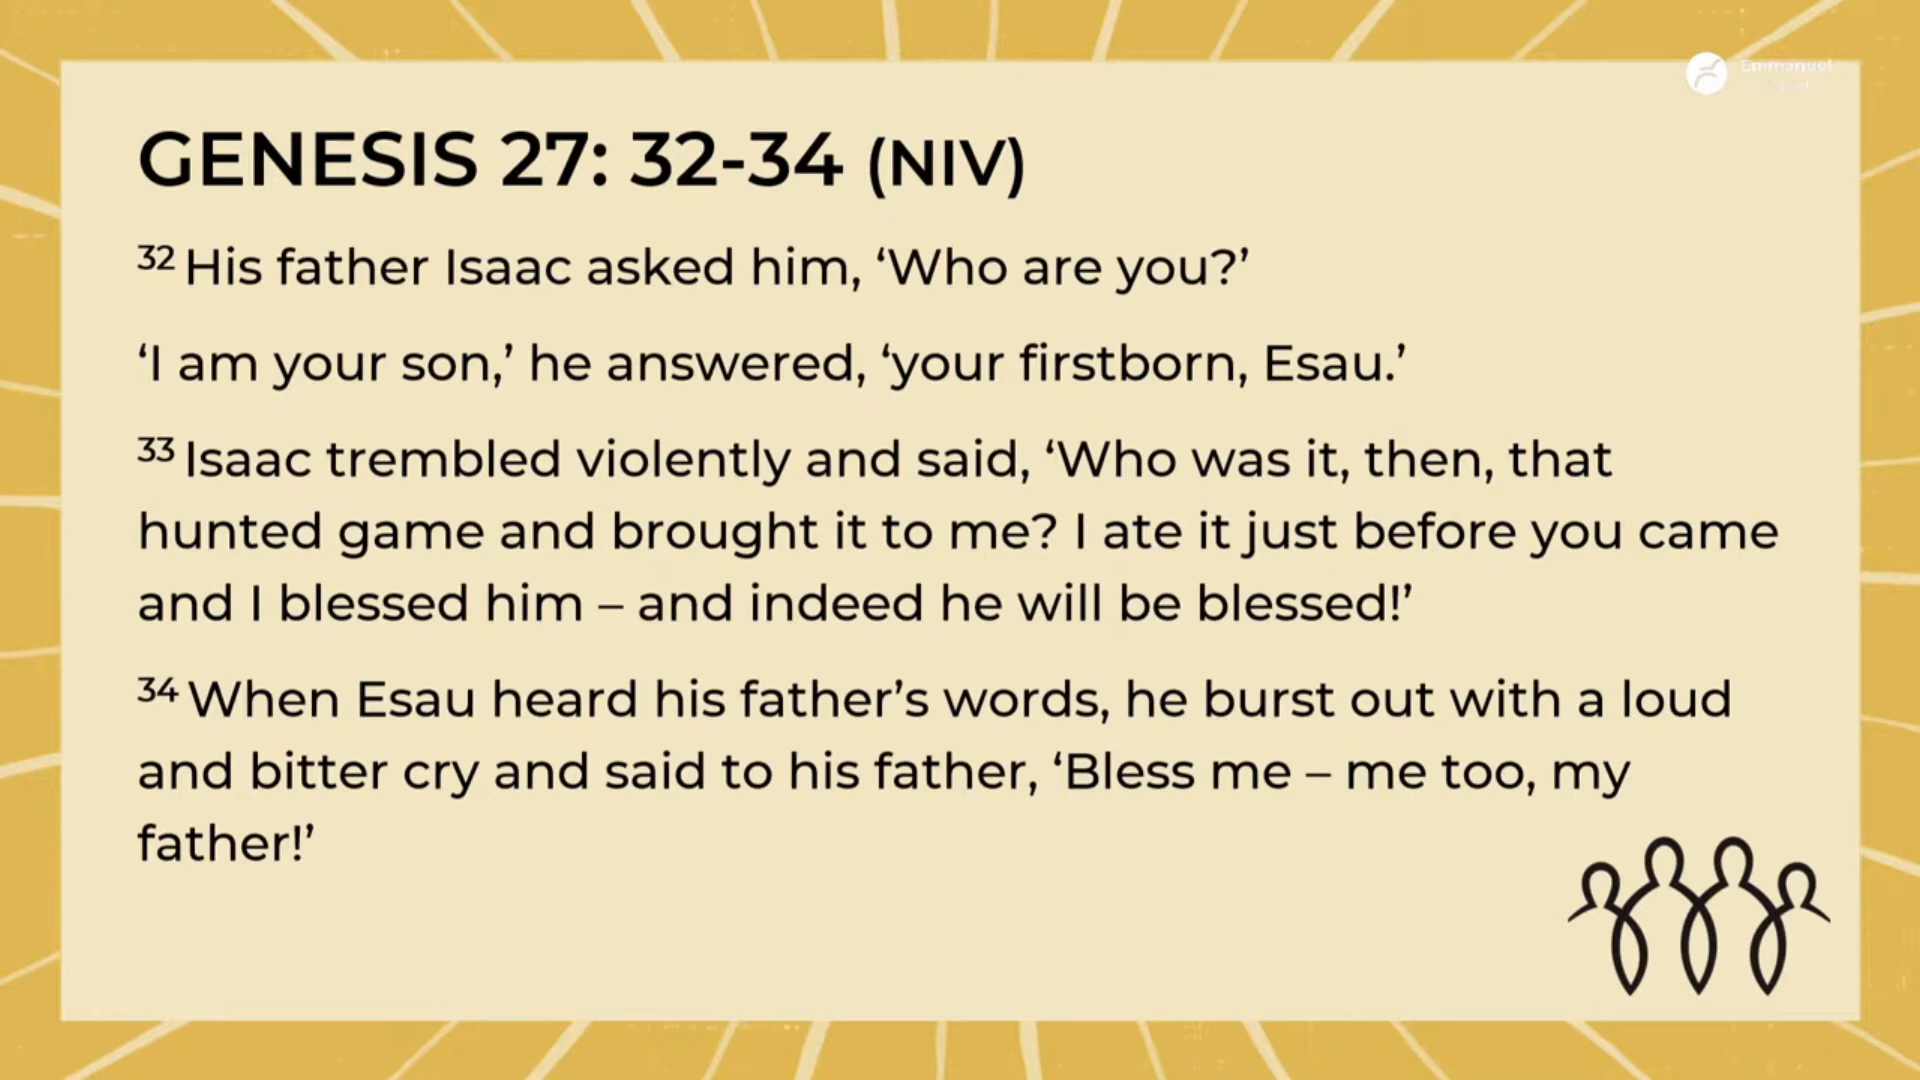 Emmanuel
GENESIS 27: 32-34 (NIV)
32 His father Isaac asked him, ‘Who are you?’
‘I am your son,’ he answered, ‘your firstborn, Esau.’
33 Isaac trembled violently and said, ‘Who was it, then, that
hunted game and brought it to me? I ate it just before you came
and I blessed him – and indeed he will be blessed!’
34 When Esau heard his father’s words, he burst out with a loud
and bitter cry and said to his father, ‘Bless me – me too, my
father!’